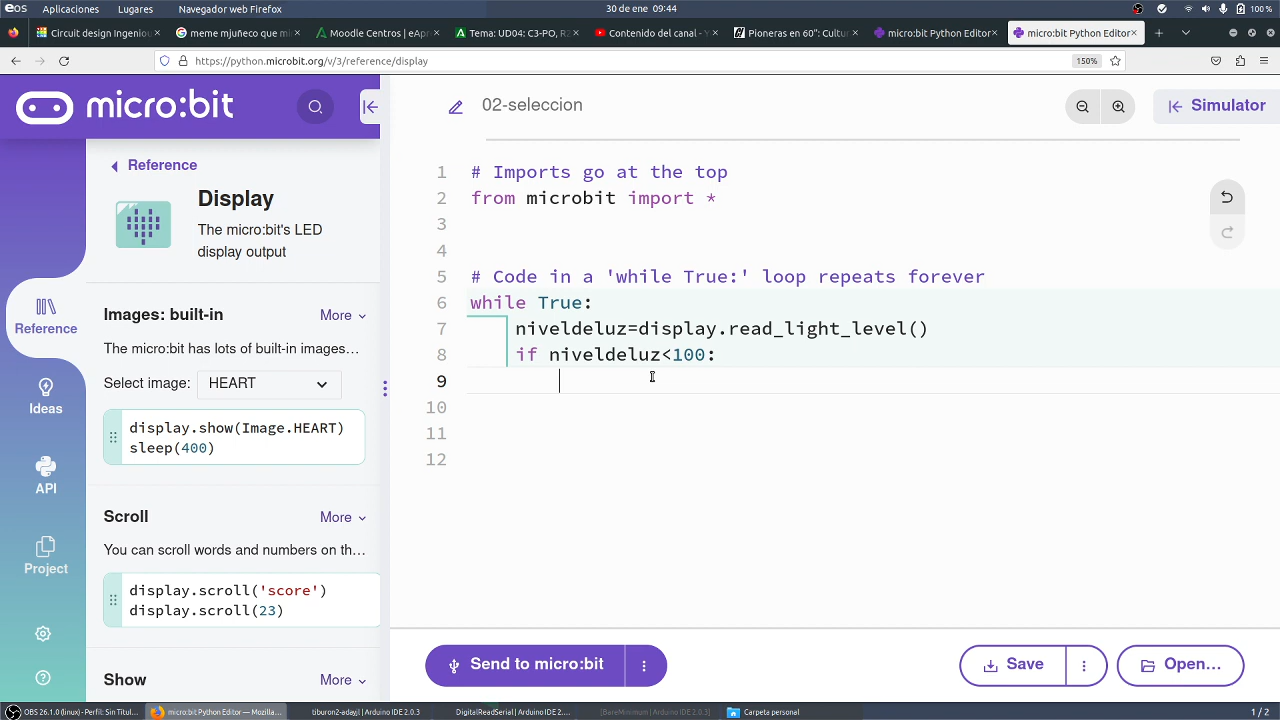 Aplicaciones Lugares Navegador web Firefox 30 de ene 09:44 100 %
Circuit design Ingeniou
meme mjuñeco que mi
Moodle Centros | eApr
Tema: UD04: C3-PO, R2
Contenido del canal - Y
Pioneras en 60": Cultur
micro:bit Python Editor
micro:bit Python Editor
https://python.microbit.org/v/3/reference/display 150%
micro:bit
02-seleccion
Simulator
Reference
Display
The micro:bit's LED
display output
Reference
Ideas
API
Project
Images: built-in More
The micro:bit has lots of built-in images…
Select image: HEART
display.show(Image.HEART)
sleep(400)
Scroll More
You can scroll words and numbers on th…
display.scroll('score')
display.scroll(23)
Show More
1 # Imports go at the top
2 from microbit import *
3
4
5 # Code in a 'while True:' loop repeats forever
6 while True:
7 niveldeluz=display.read_light_level()
8 if niveldeluz<100:
9
10
11
12
Send to micro:bit
Save
Open…
OBS 26.1.0 (linux) - Perfil: Sin Titul…
micro:bit Python Editor — Mozilla…
tiburon2-adayjl | Arduino IDE 2.0.3
DigitalReadSerial | Arduino IDE 2.…
[BareMinimum | Arduino IDE 2.0.3]
Carpeta personal
1 / 2